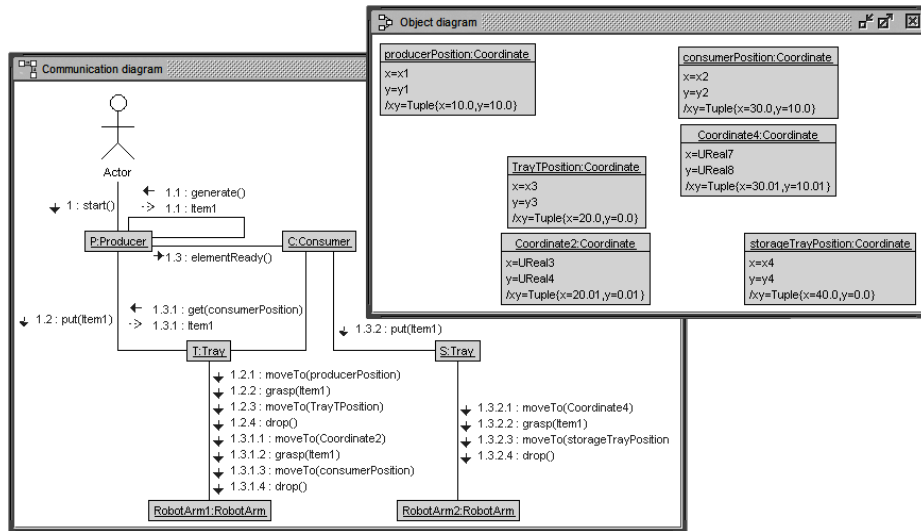 Object diagram
producerPosition:Coordinate
x=x1
y=y1
/xy=Tuple{x=10.0,y=10.0}
consumerPosition:Coordinate
x=x2
y=y2
/xy=Tuple{x=30.0,y=10.0}
Coordinate4:Coordinate
x=UReal7
y=UReal8
/xy=Tuple{x=30.01,y=10.01}
TrayTPosition:Coordinate
x=x3
y=y3
/xy=Tuple{x=20.0,y=0.0}
Coordinate2:Coordinate
x=UReal3
y=UReal4
/xy=Tuple{x=20.01,y=0.01}
storageTrayPosition:Coordinate
x=x4
y=y4
/xy=Tuple{x=40.0,y=0.0}
Communication diagram
Actor
1 : start()
1.1 : generate()
1.1 : Item1
P:Producer
C:Consumer
1.3 : elementReady()
1.2 : put(Item1)
1.3.1 : get(consumerPosition)
1.3.1 : Item1
1.3.2 : put(Item1)
T:Tray
S:Tray
1.2.1 : moveTo(producerPosition)
1.2.2 : grasp(Item1)
1.2.3 : moveTo(TrayTPosition)
1.2.4 : drop()
1.3.1.1 : moveTo(Coordinate2)
1.3.1.2 : grasp(Item1)
1.3.1.3 : moveTo(consumerPosition)
1.3.1.4 : drop()
1.3.2.1 : moveTo(Coordinate4)
1.3.2.2 : grasp(Item1)
1.3.2.3 : moveTo(storageTrayPosition
1.3.2.4 : drop()
RobotArm1:RobotArm
RobotArm2:RobotArm